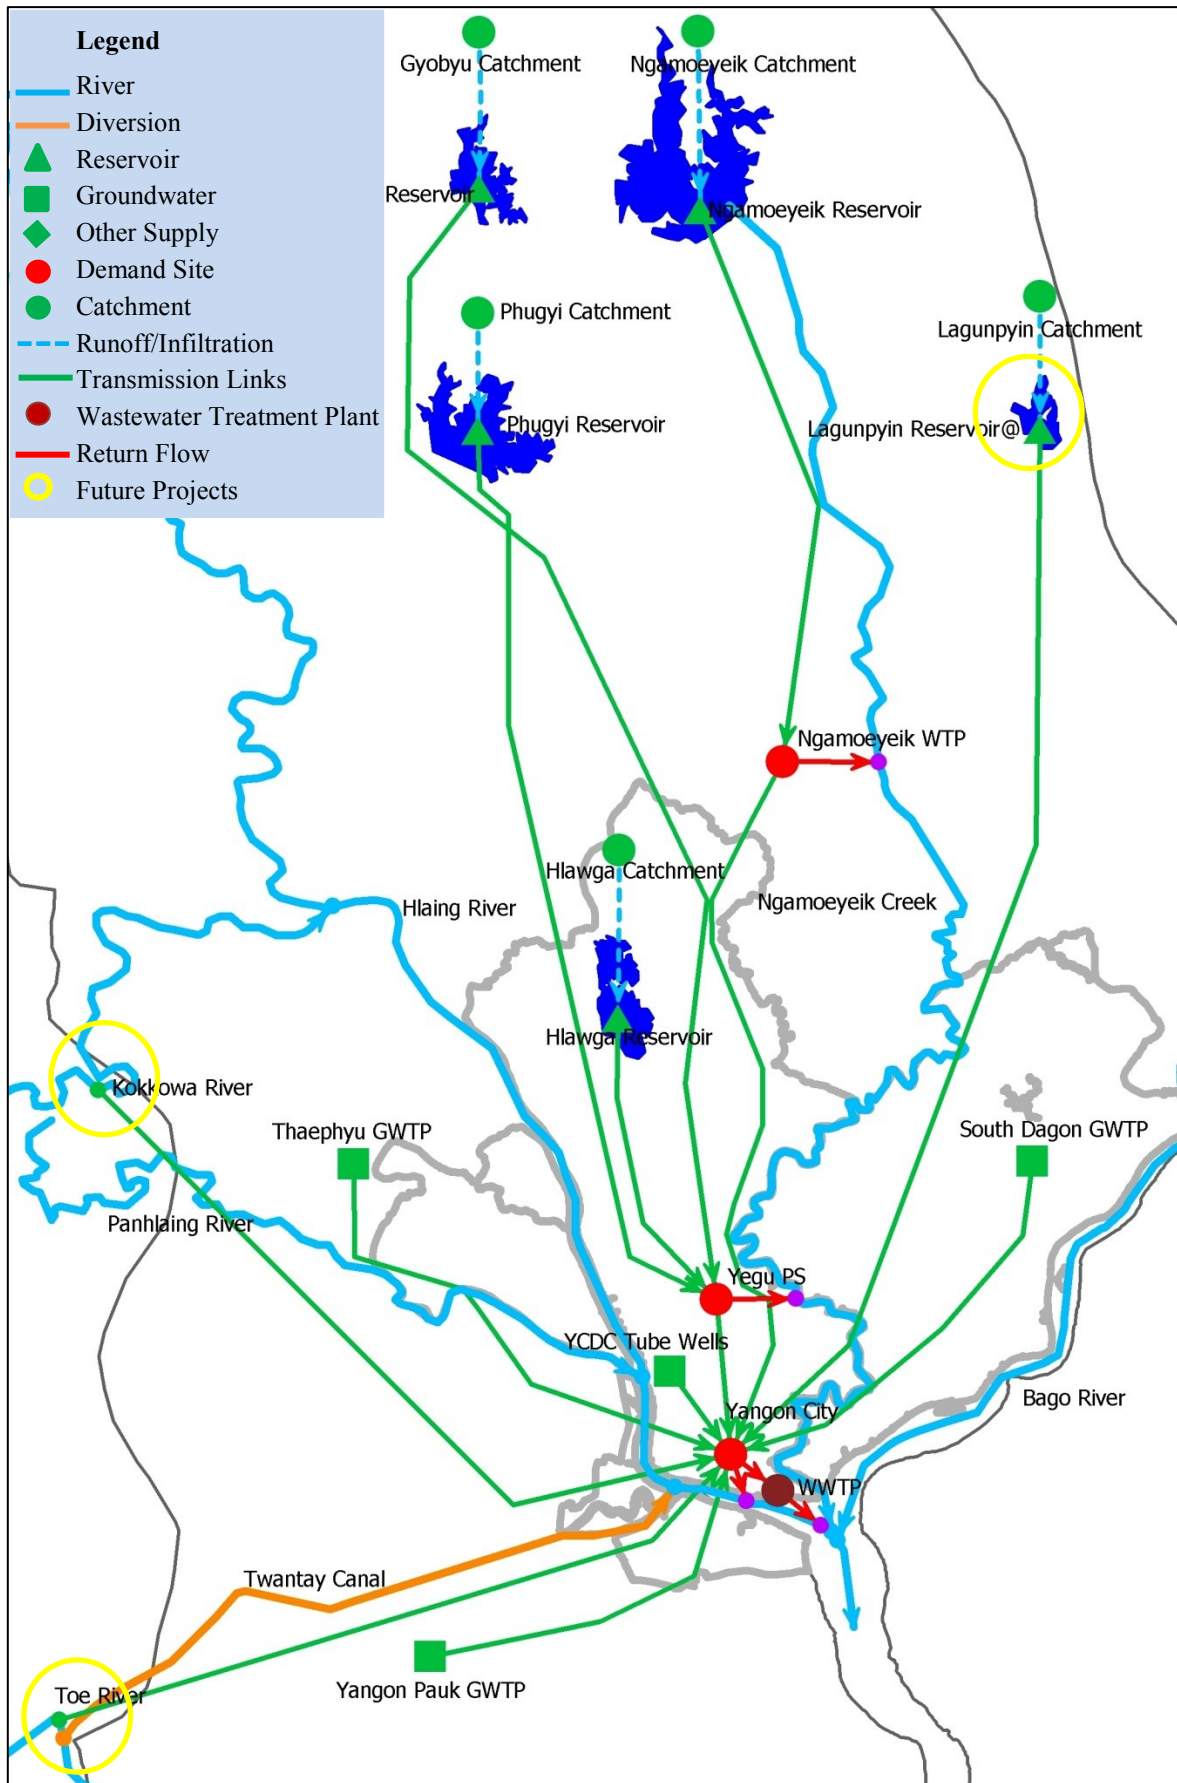 Legend
River
Diversion
Reservoir
Groundwater
Other Supply
Demand Site
Catchment
Runoff/Infiltration
Transmission Links
Wastewater Treatment Plant
Return Flow
Future Projects
Gyobyu Catchment
Ngamoeyeik Catchment
Reservoir
Ngamoeyeik Reservoir
Phugyi Catchment
Lagunpyin Catchment
Phugyi Reservoir
Lagunpyin Reservoir@
Ngamoeyeik WTP
Hlawga Catchment
Hlaing River
Ngamoeyeik Creek
Hlawga Reservoir
Kokkowa River
Thaephyu GWTP
South Dagon GWTP
Panhlaing River
Yegu PS
YCDC Tube Wells
Yangon City
Bago River
WWTP
Twantay Canal
Toe River
Yangon Pauk GWTP